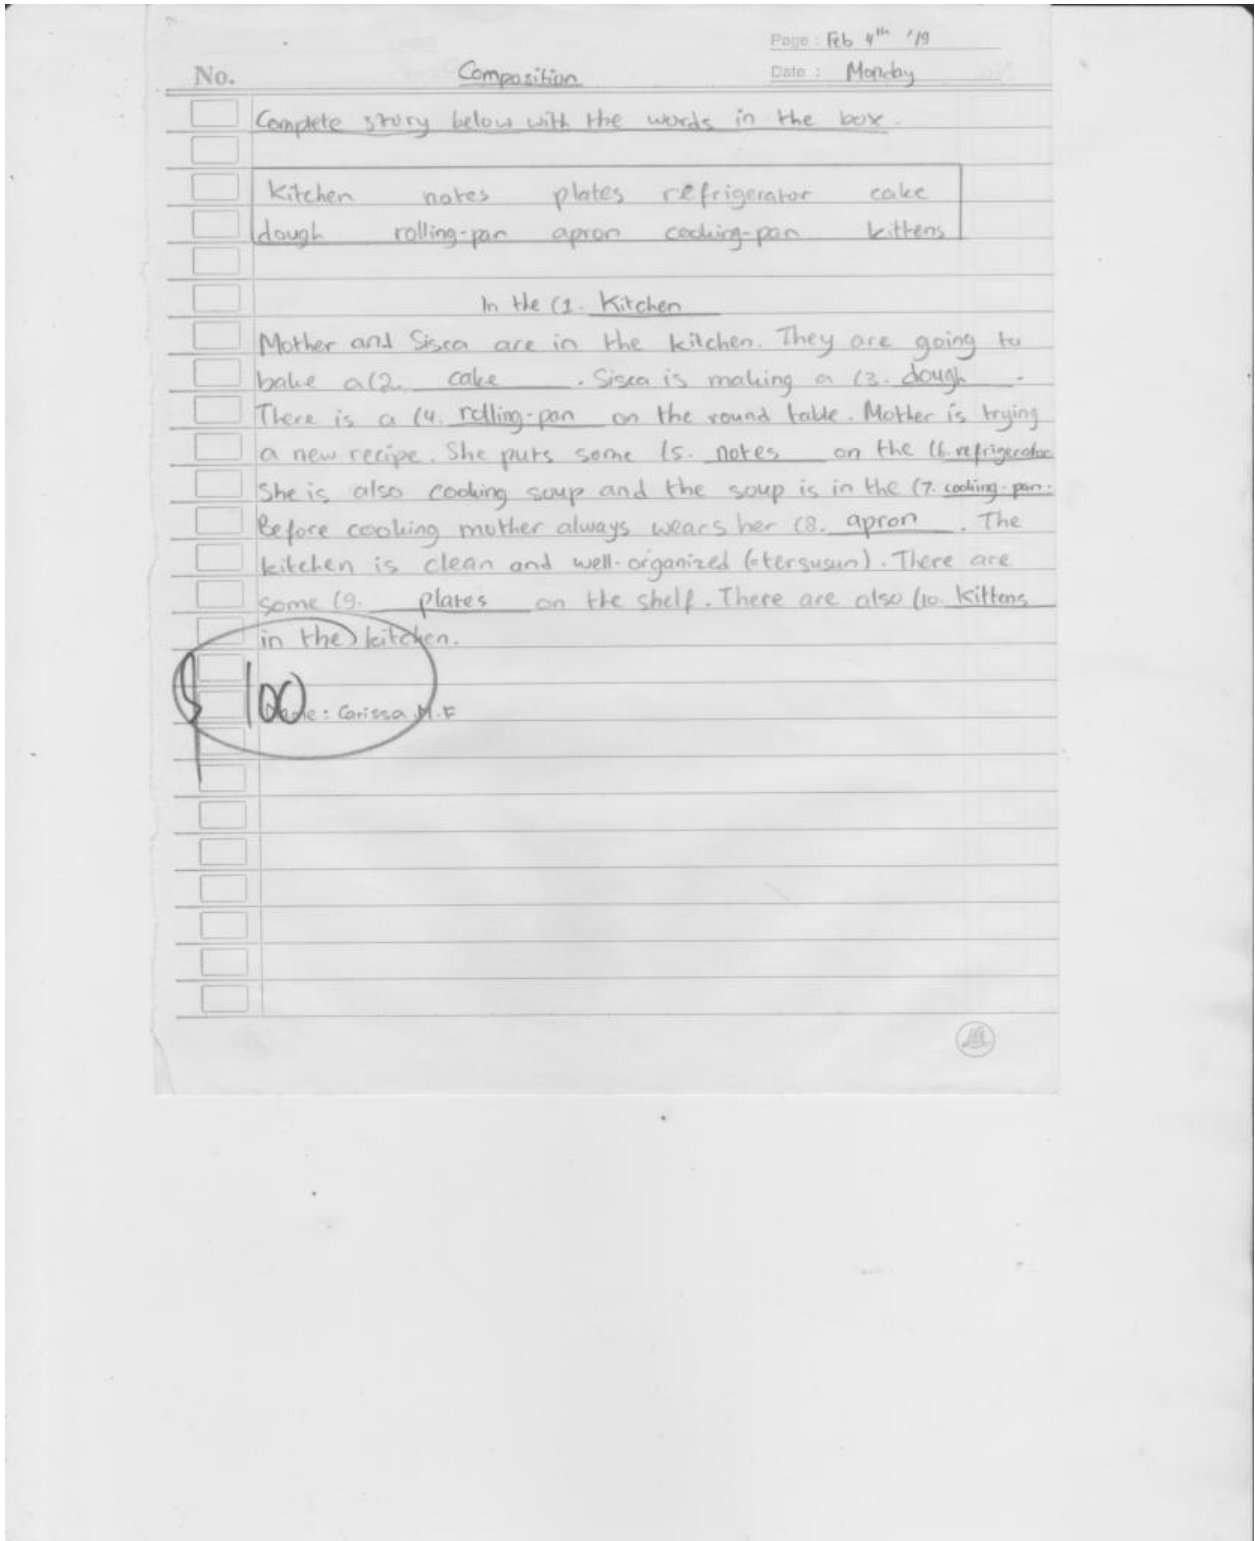 Page : Feb 4th '19
No. Composition Date : Monday
Complete story below with the words in the box.
kitchen notes plates refrigerator cake
dough rolling-pan apron cooking-pan kittens
In the (1. Kitchen
Mother and Sisca are in the kitchen. They are going to
bake a (2. cake . Sisca is making a (3. dough .
There is a (4. rolling-pan on the round table. Mother is trying
a new recipe. She puts some (5. notes on the (6. refrigerator
She is also cooking soup and the soup is in the (7. cooking-pan.
Before cooking mother always wears her (8. apron . The
kitchen is clean and well-organized (=tersusun). There are
some (9. plates on the shelf. There are also (10. kittens
in the kitchen.
100
: Carissa M.F